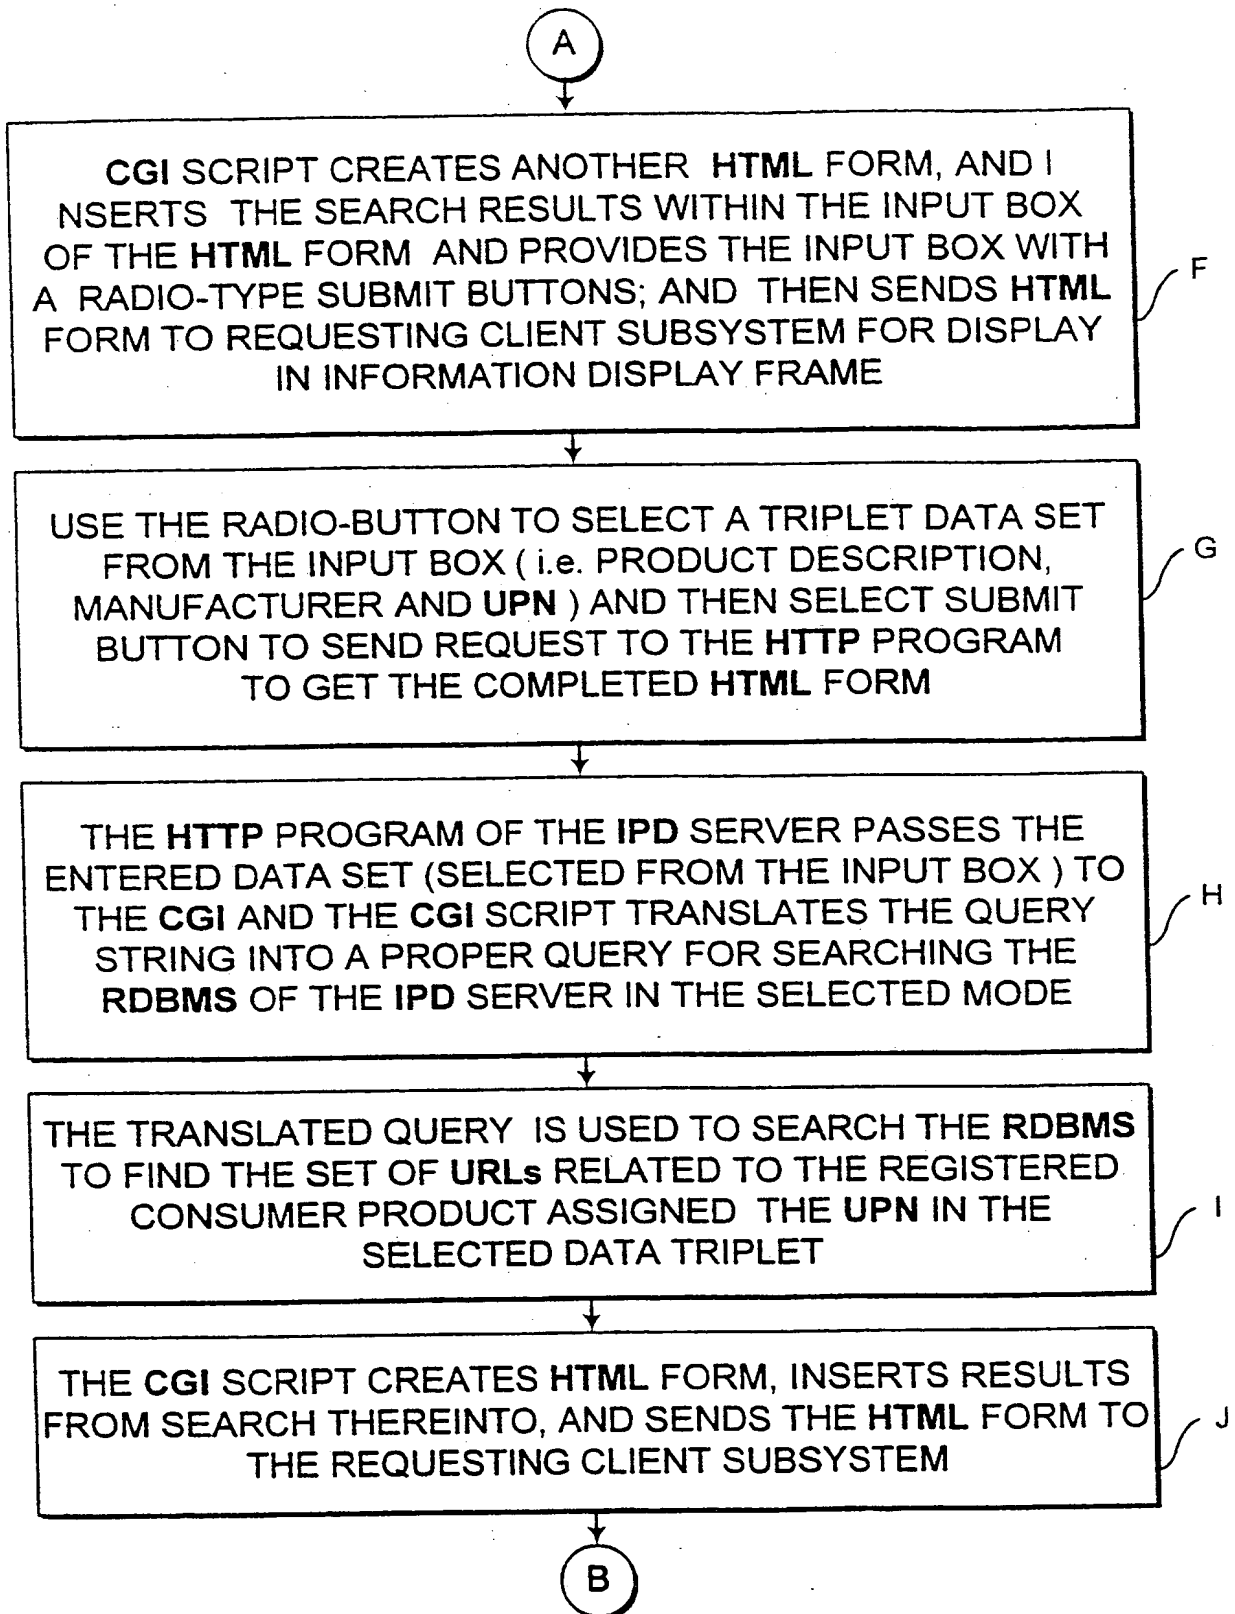 A
CGI SCRIPT CREATES ANOTHER HTML FORM, AND I
NSERTS THE SEARCH RESULTS WITHIN THE INPUT BOX
OF THE HTML FORM AND PROVIDES THE INPUT BOX WITH
A RADIO-TYPE SUBMIT BUTTONS; AND THEN SENDS HTML
FORM TO REQUESTING CLIENT SUBSYSTEM FOR DISPLAY
IN INFORMATION DISPLAY FRAME
F
USE THE RADIO-BUTTON TO SELECT A TRIPLET DATA SET
FROM THE INPUT BOX ( i.e. PRODUCT DESCRIPTION,
MANUFACTURER AND UPN ) AND THEN SELECT SUBMIT
BUTTON TO SEND REQUEST TO THE HTTP PROGRAM
TO GET THE COMPLETED HTML FORM
G
THE HTTP PROGRAM OF THE IPD SERVER PASSES THE
ENTERED DATA SET (SELECTED FROM THE INPUT BOX ) TO
THE CGI AND THE CGI SCRIPT TRANSLATES THE QUERY
STRING INTO A PROPER QUERY FOR SEARCHING THE
RDBMS OF THE IPD SERVER IN THE SELECTED MODE
H
THE TRANSLATED QUERY IS USED TO SEARCH THE RDBMS
TO FIND THE SET OF URLs RELATED TO THE REGISTERED
CONSUMER PRODUCT ASSIGNED THE UPN IN THE
SELECTED DATA TRIPLET
I
THE CGI SCRIPT CREATES HTML FORM, INSERTS RESULTS
FROM SEARCH THEREINTO, AND SENDS THE HTML FORM TO
THE REQUESTING CLIENT SUBSYSTEM
J
B